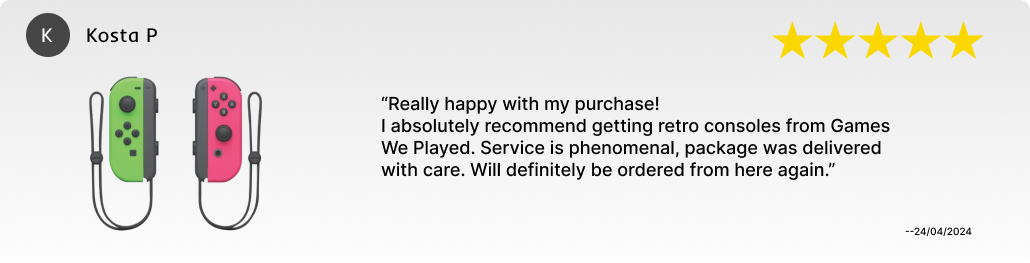 K
Kosta P
“Really happy with my purchase!
I absolutely recommend getting retro consoles from Games
We Played. Service is phenomenal, package was delivered
with care. Will definitely be ordered from here again.”
--24/04/2024